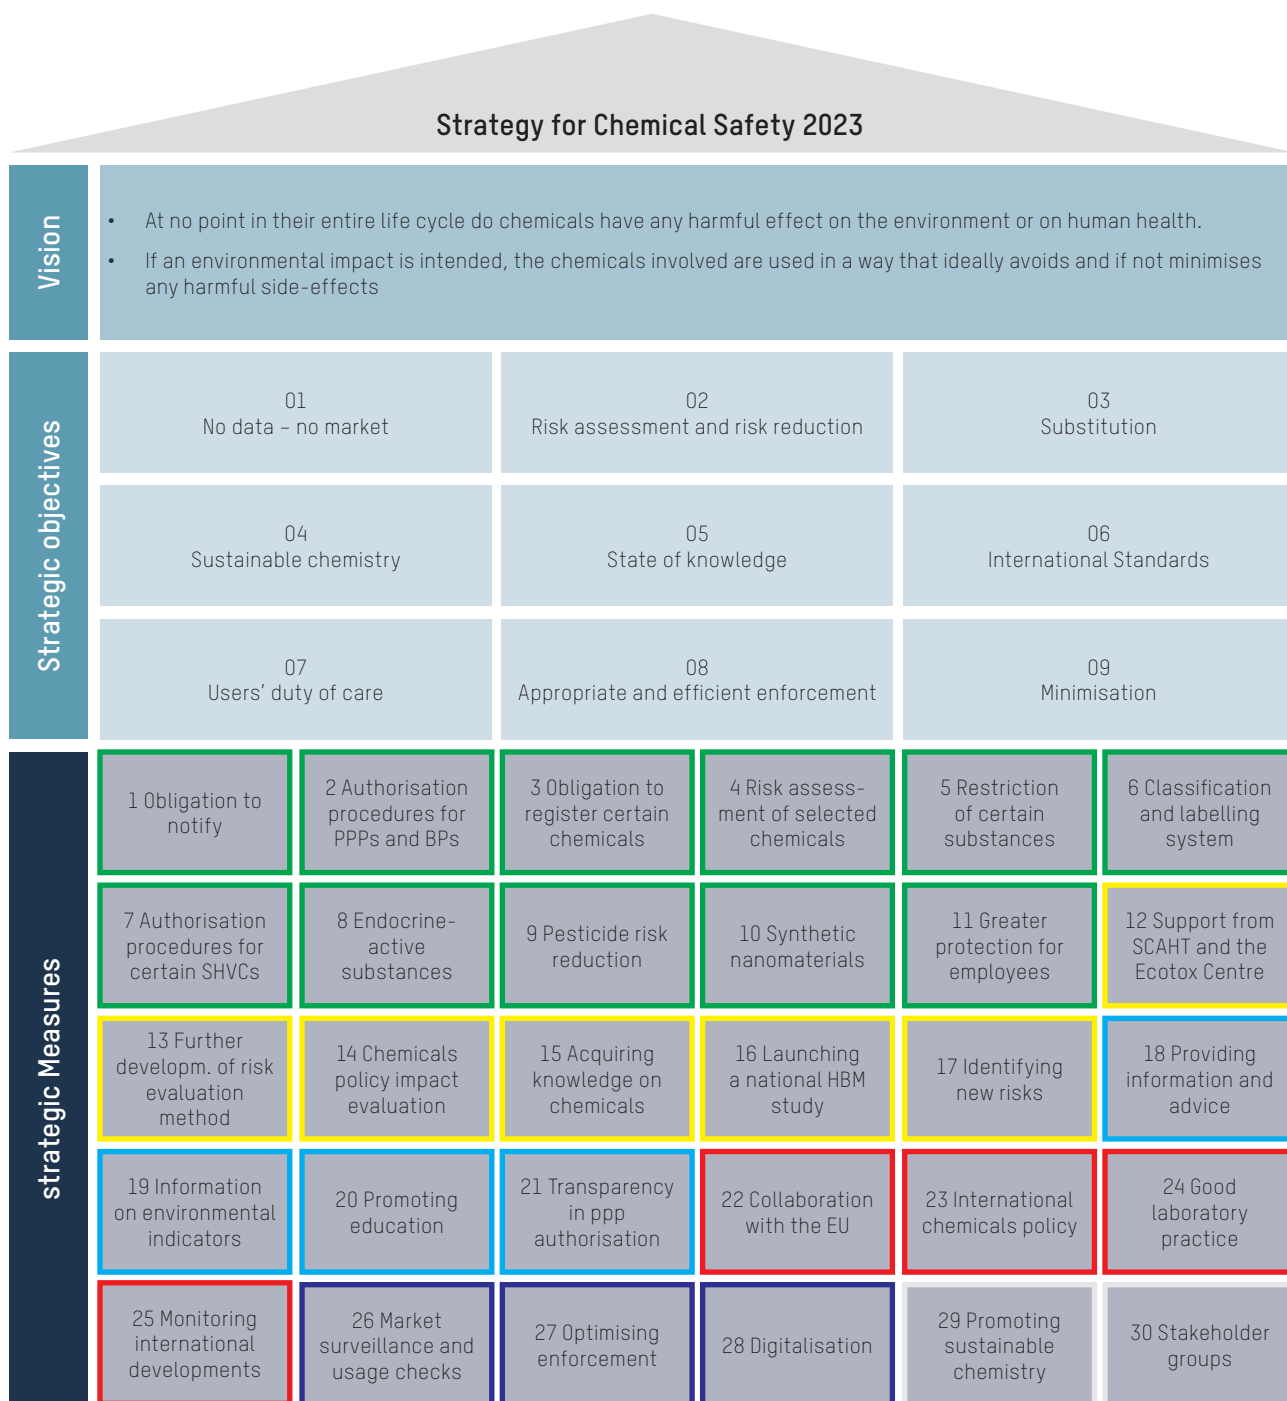 Strategy for Chemical Safety 2023
Vision
• At no point in their entire life cycle do chemicals have any harmful effect on the environment or on human health.
• If an environmental impact is intended, the chemicals involved are used in a way that ideally avoids and if not minimises
any harmful side-effects
Strategic objectives
01
No data – no market
02
Risk assessment and risk reduction
03
Substitution
04
Sustainable chemistry
05
State of knowledge
06
International Standards
07
Users' duty of care
08
Appropriate and efficient enforcement
09
Minimisation
strategic Measures
1 Obligation to
notify
2 Authorisation
procedures for
PPPs and BPs
3 Obligation to
register certain
chemicals
4 Risk assess-
ment of selected
chemicals
5 Restriction
of certain
substances
6 Classification
and labelling
system
7 Authorisation
procedures for
certain SHVCs
8 Endocrine-
active
substances
9 Pesticide risk
reduction
10 Synthetic
nanomaterials
11 Greater
protection for
employees
12 Support from
SCAHT and the
Ecotox Centre
13 Further
developm. of risk
evaluation
method
14 Chemicals
policy impact
evaluation
15 Acquiring
knowledge on
chemicals
16 Launching
a national HBM
study
17 Identifying
new risks
18 Providing
information and
advice
19 Information
on environmental
indicators
20 Promoting
education
21 Transparency
in ppp
authorisation
22 Collaboration
with the EU
23 International
chemicals policy
24 Good
laboratory
practice
25 Monitoring
international
developments
26 Market
surveillance and
usage checks
27 Optimising
enforcement
28 Digitalisation
29 Promoting
sustainable
chemistry
30 Stakeholder
groups